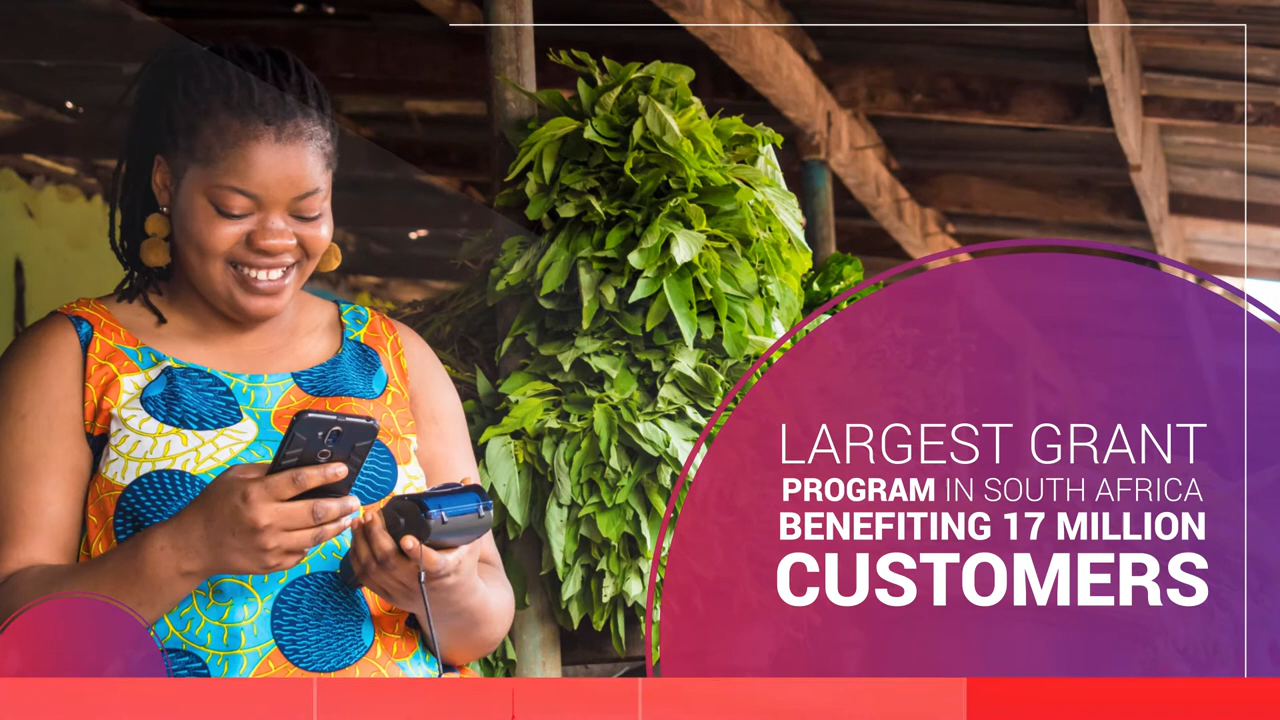 LARGEST GRANT
PROGRAM IN SOUTH AFRICA
BENEFITING 17 MILLION
CUSTOMERS